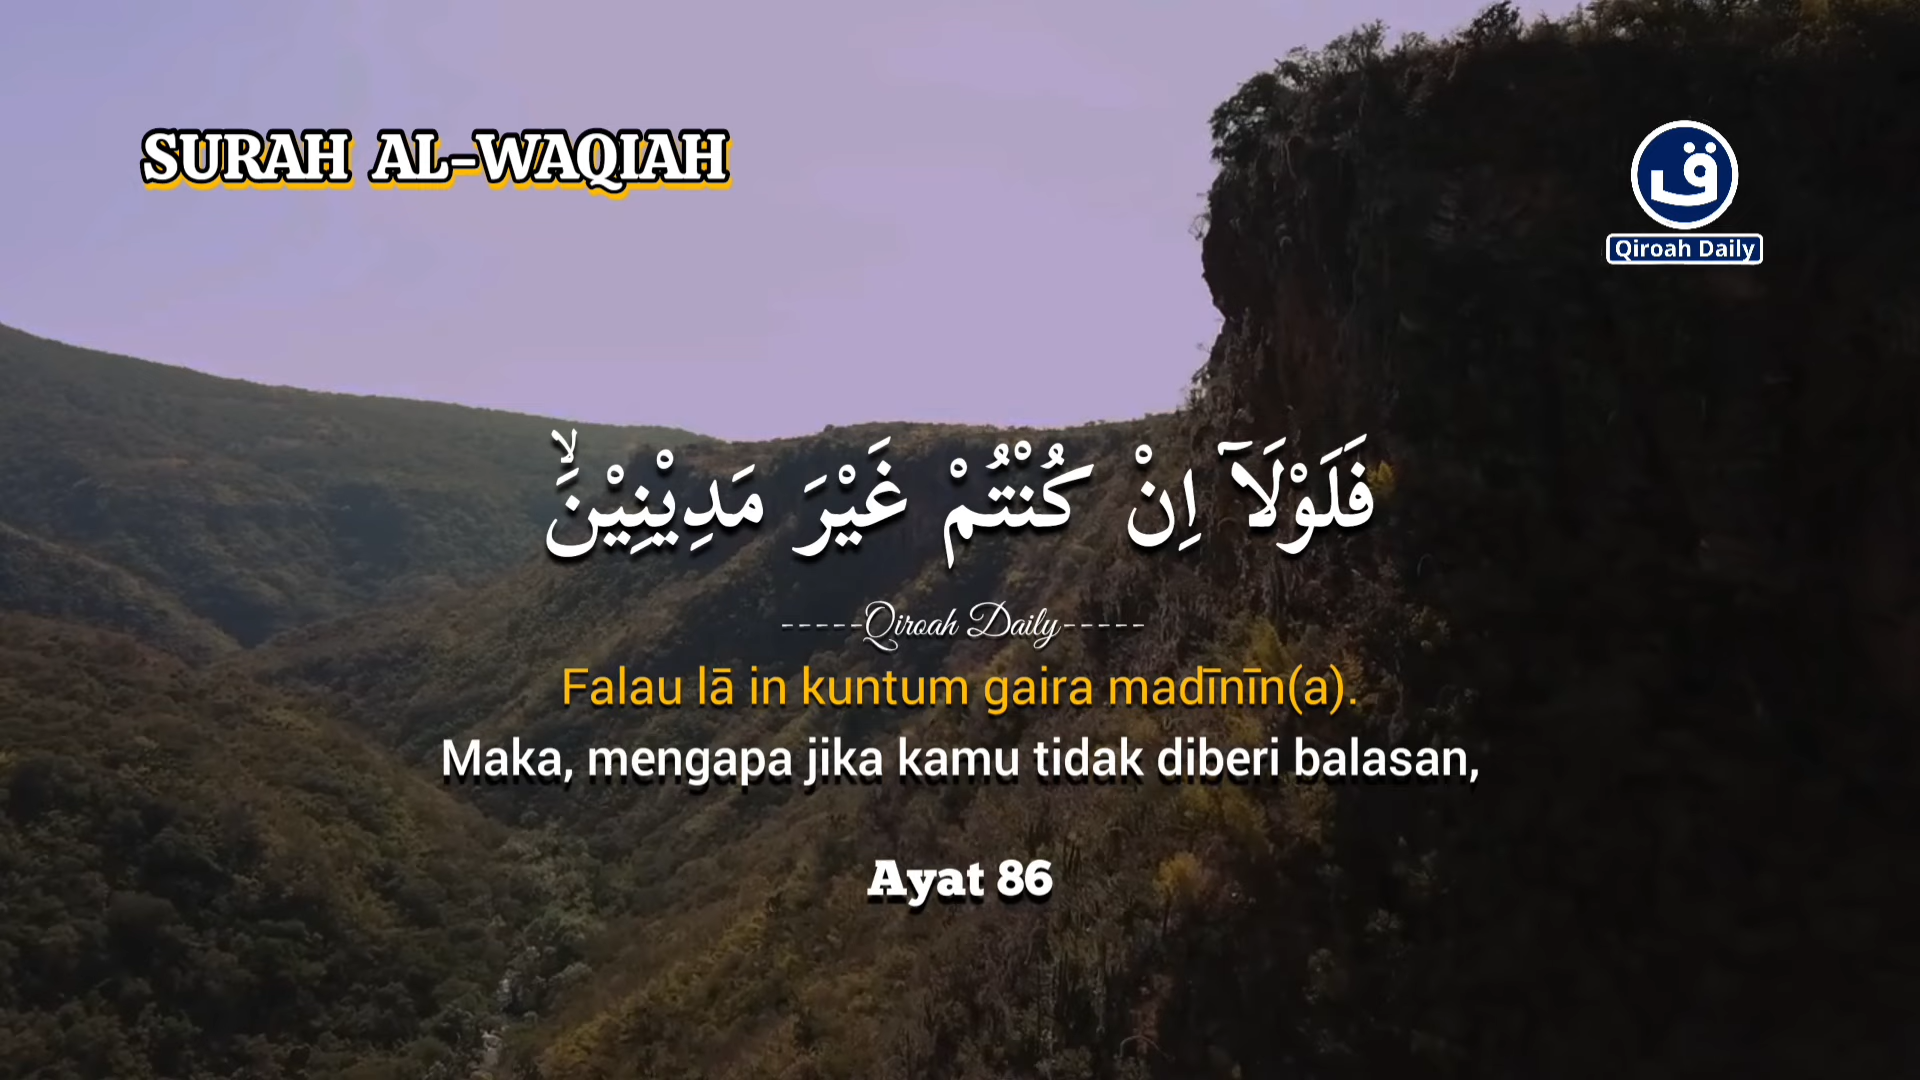 SURAH AL-WAQIAH
ق
Qiroah Daily
فَلَوْلَآ اِنْ كُنْتُمْ غَيْرَ مَدِيْنِيْنَۙ
-----Qiroah Daily-----
Falau lā in kuntum gaira madīnīn(a).
Maka, mengapa jika kamu tidak diberi balasan,
Ayat 86